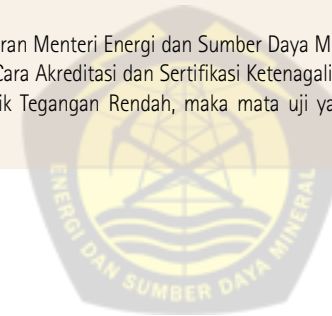 ran Menteri Energi dan Sumber Daya M
Cara Akreditasi dan Sertifikasi Ketenagali
ik Tegangan Rendah, maka mata uji ya
ENERGI DAN SUMBER DAYA MINERAL